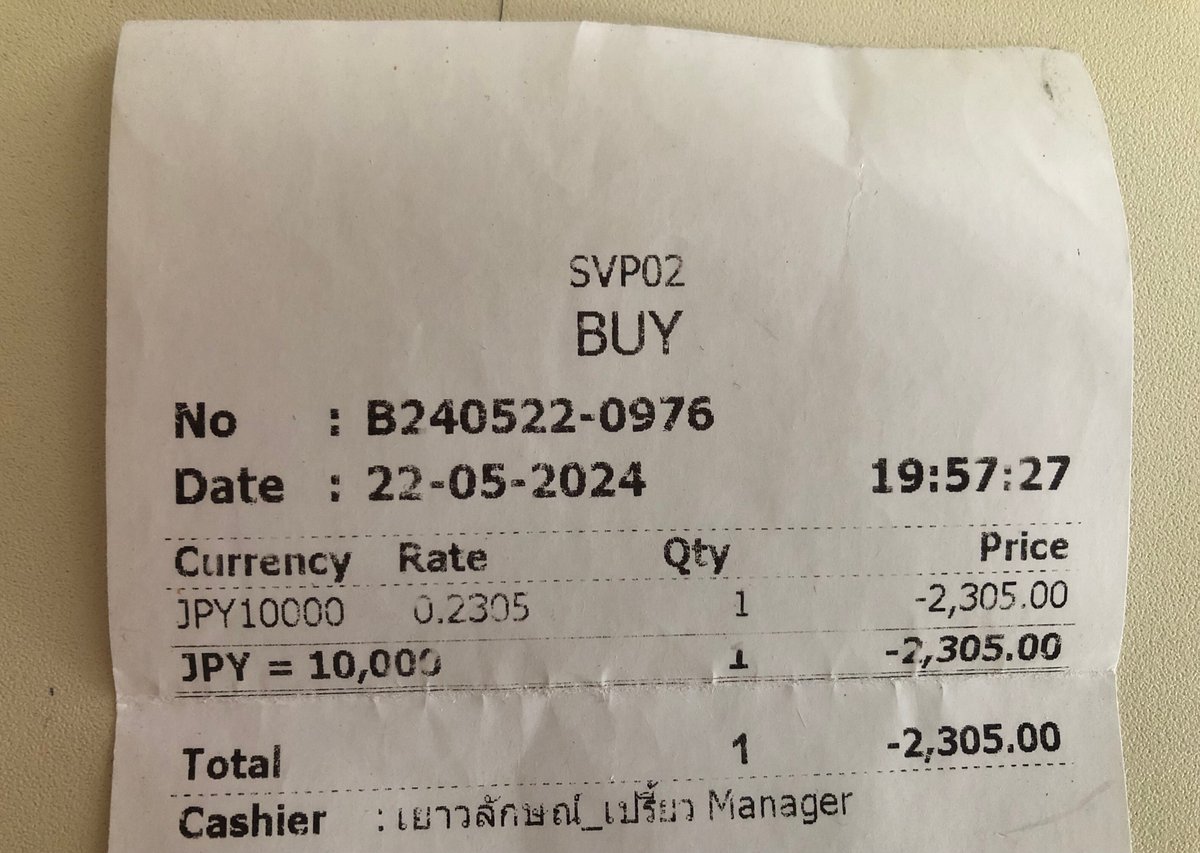 SVP02
BUY
No : B240522-0976
Date : 22-05-2024 19:57:27
Currency Rate Qty Price
JPY10000 0.2305 1 -2,305.00
JPY = 10,000 1 -2,305.00
Total 1 -2,305.00
Cashier : เยาวลักษณ์_เปรี้ยว Manager